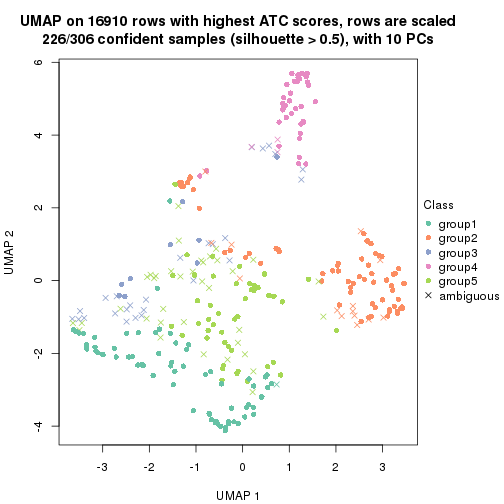 UMAP on 16910 rows with highest ATC scores, rows are scaled
226/306 confident samples (silhouette > 0.5), with 10 PCs
6
4
2
0
-2
-4
UMAP 2
-3
-2
-1
0
1
2
3
UMAP 1
Class
group1
group2
group3
group4
group5
ambiguous